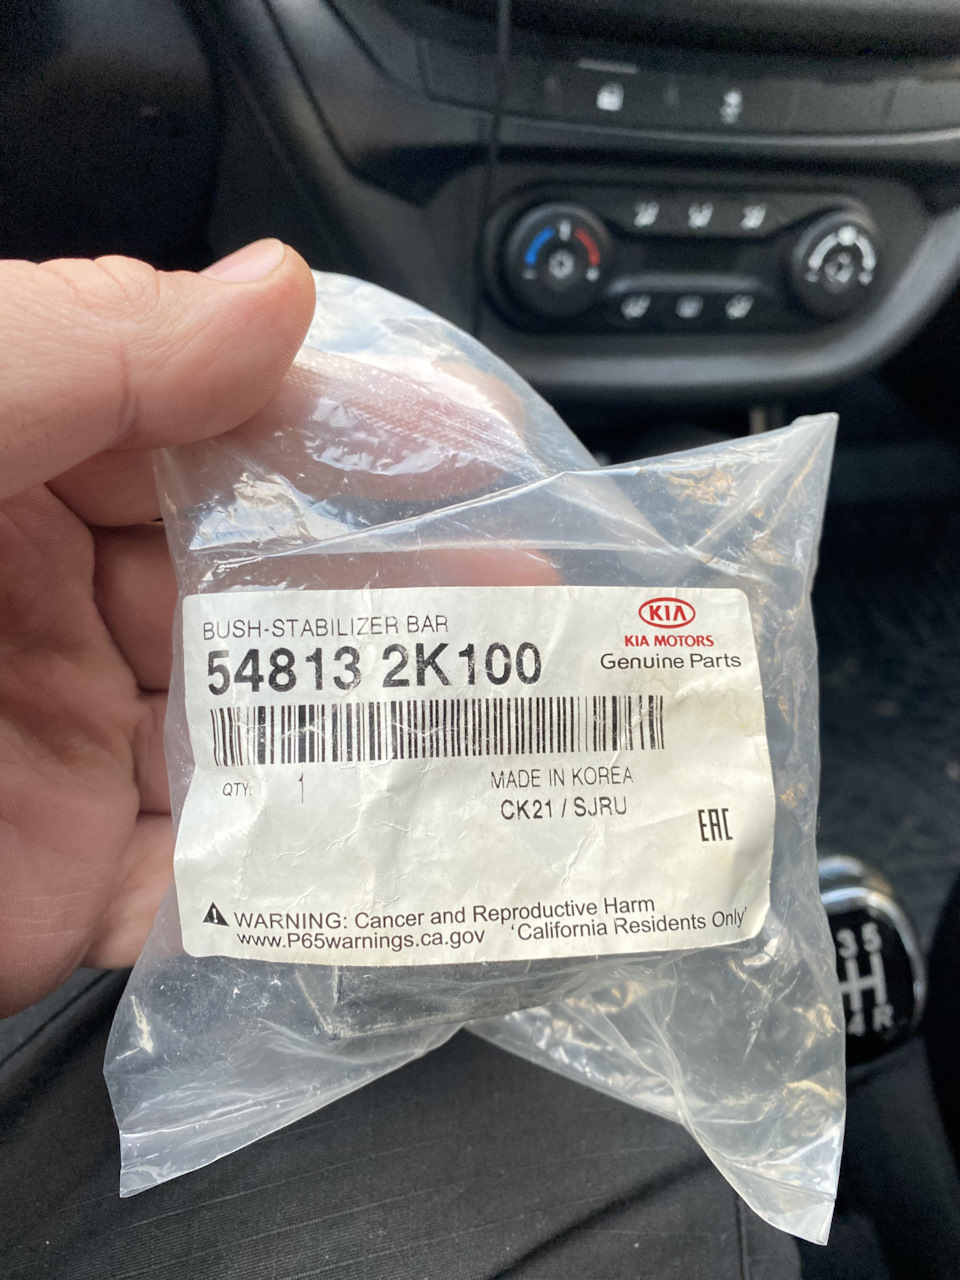 BUSH-STABILIZER BAR
54813 2K100
KIA
KIA MOTORS
Genuine Parts
QTY: 1
MADE IN KOREA
CK21 / SJRU
EAC
WARNING: Cancer and Reproductive Harm
www.P65warnings.ca.gov 'California Residents Only'
3 5
4 R